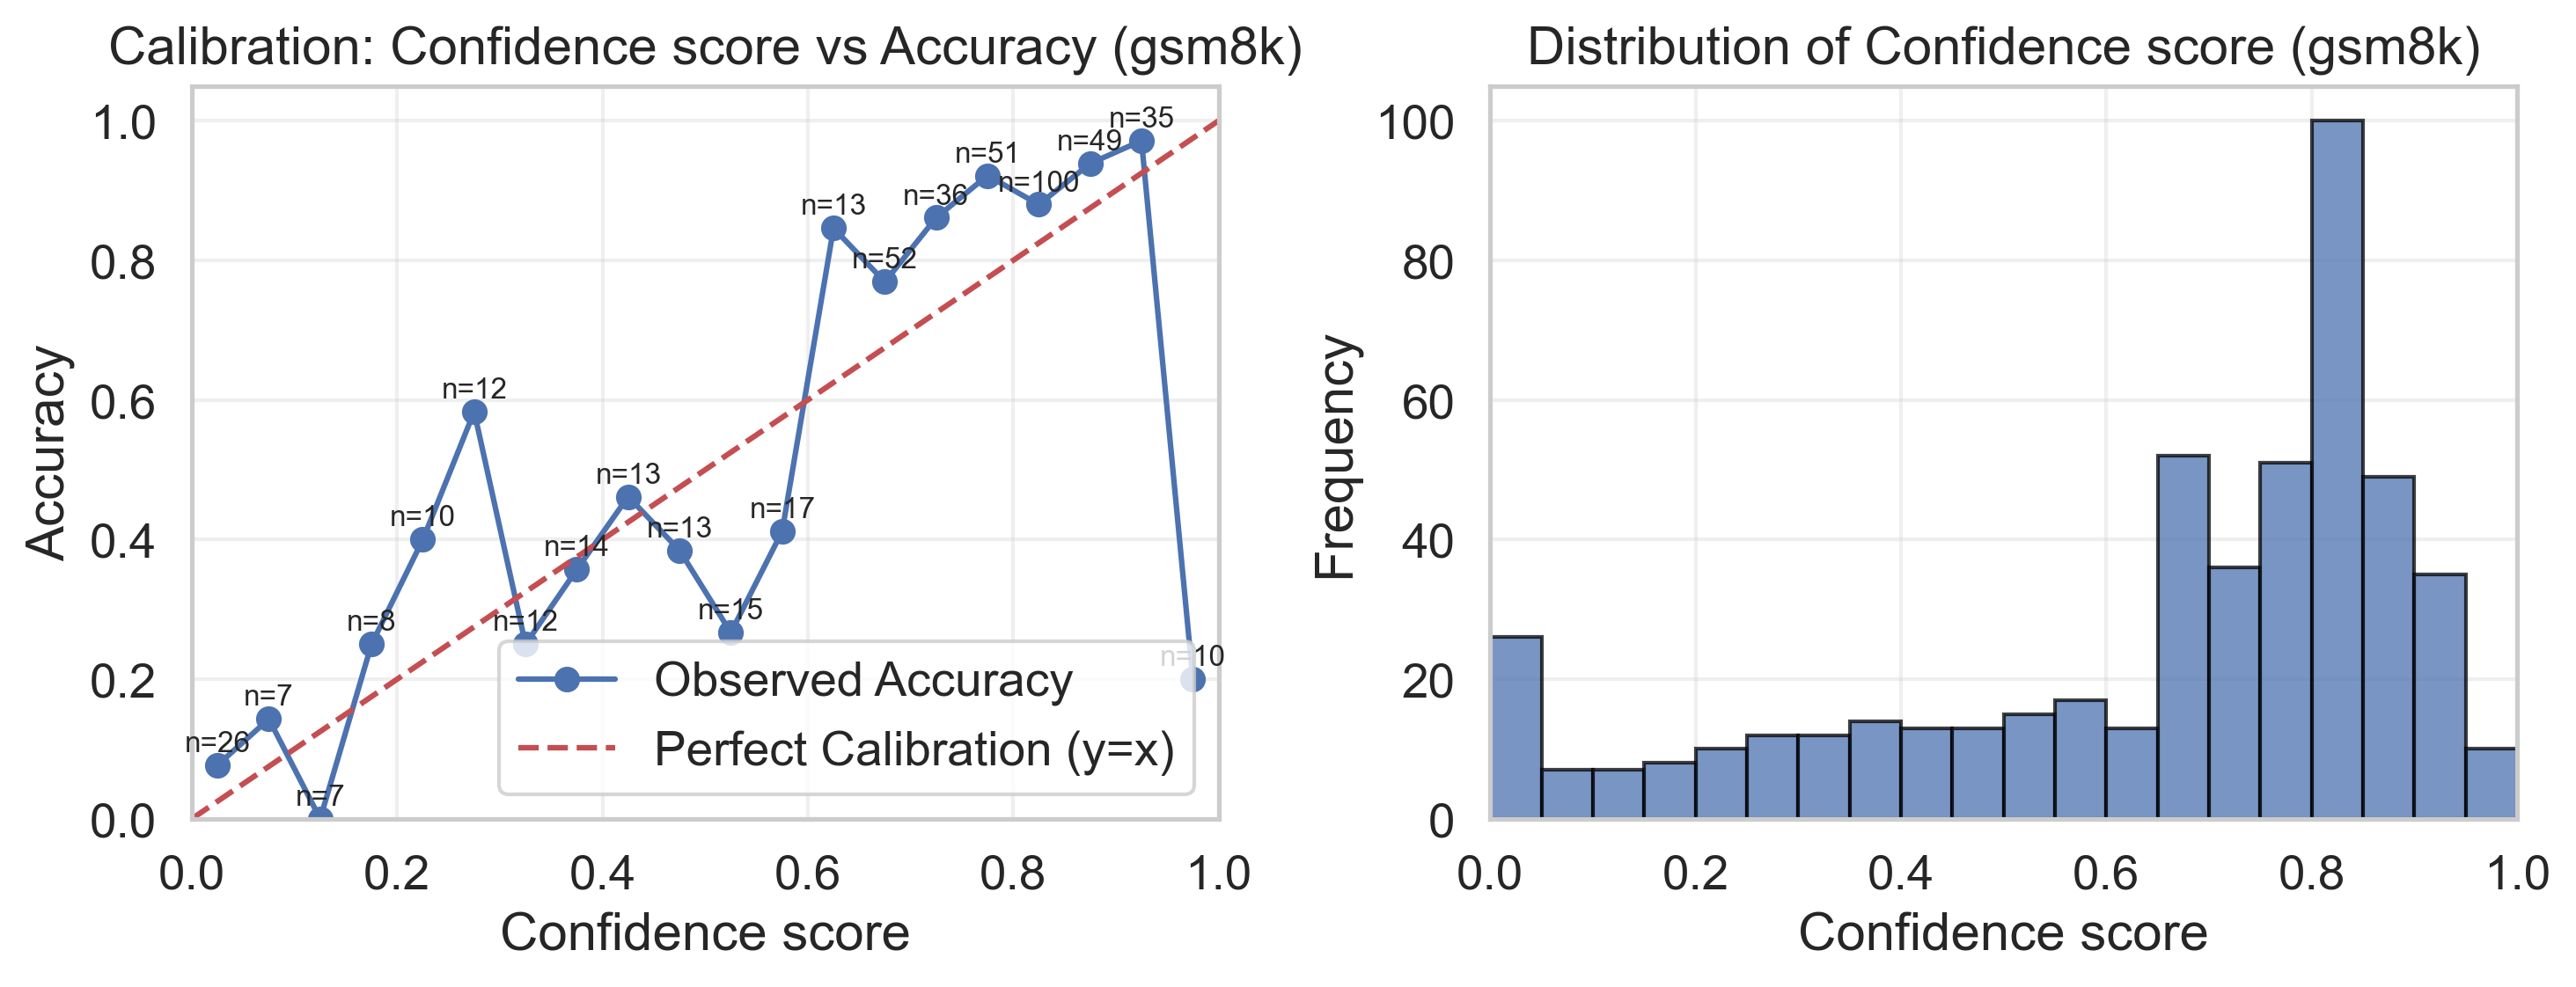 Calibration: Confidence score vs Accuracy (gsm8k)
Accuracy
1.0
0.8
0.6
0.4
0.2
0.0
n=26
n=7
n=7
n=8
n=10
n=12
n=12
n=14
n=13
n=13
n=15
n=17
n=13
n=52
n=36
n=51
n=100
n=49
n=35
n=10
Observed Accuracy
Perfect Calibration (y=x)
0.0 0.2 0.4 0.6 0.8 1.0
Confidence score
Distribution of Confidence score (gsm8k)
Frequency
100
80
60
40
20
0
0.0 0.2 0.4 0.6 0.8 1.0
Confidence score